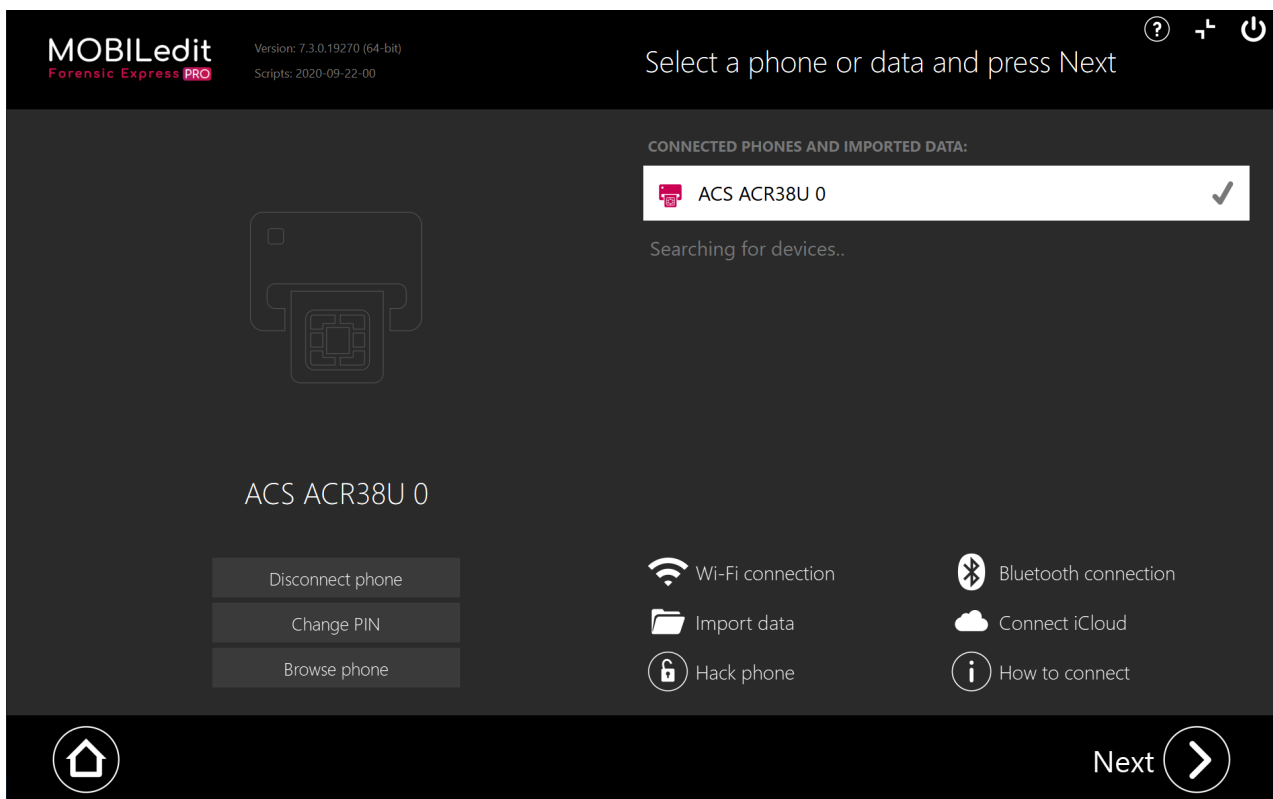 MOBILedit
Forensic Express PRO
Version: 7.3.0.19270 (64-bit)
Scripts: 2020-09-22-00
Select a phone or data and press Next
?
CONNECTED PHONES AND IMPORTED DATA:
ACS ACR38U 0
Searching for devices..
ACS ACR38U 0
Disconnect phone
Change PIN
Browse phone
Wi-Fi connection
Bluetooth connection
Import data
Connect iCloud
Hack phone
i How to connect
Next